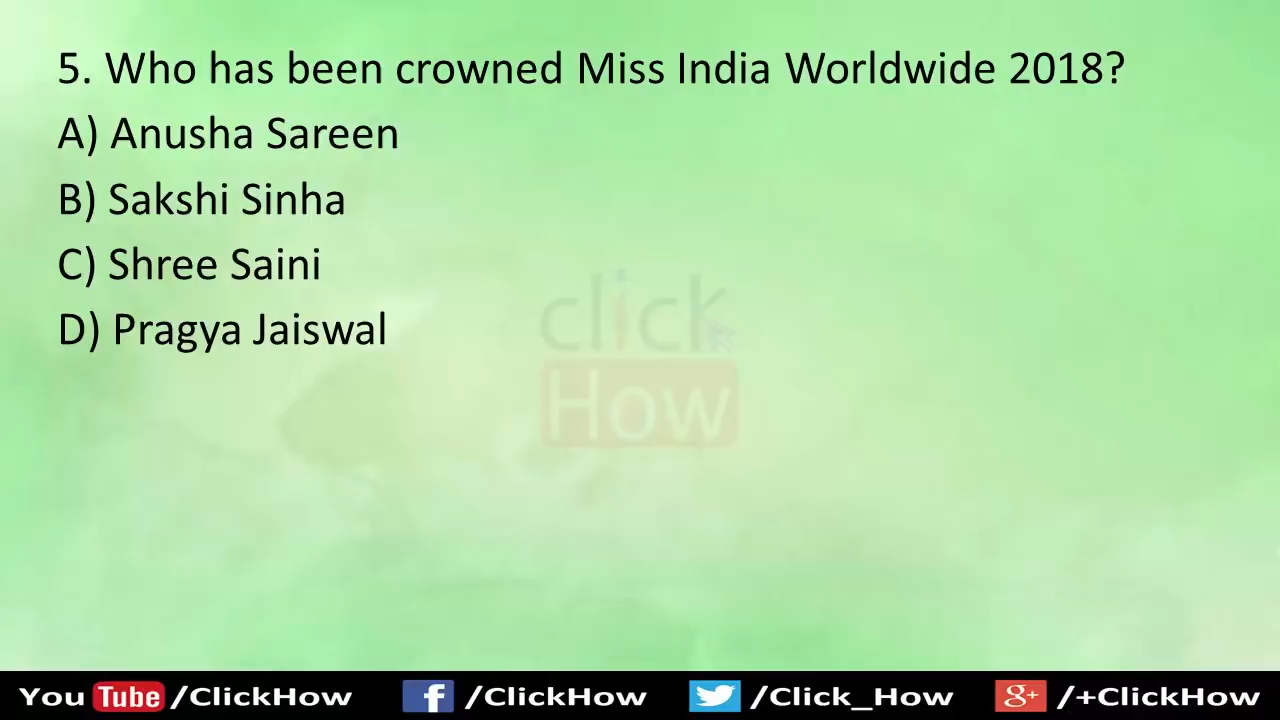 5. Who has been crowned Miss India Worldwide 2018?
A) Anusha Sareen
B) Sakshi Sinha
C) Shree Saini
D) Pragya Jaiswal
click
How
You Tube /ClickHow f /ClickHow /Click_How g+ /+ClickHow